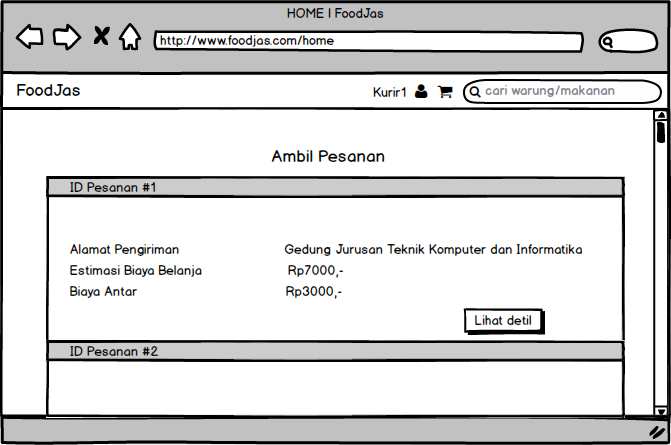 HOME | FoodJas
http://www.foodjas.com/home
FoodJas
Kurir1
cari warung/makanan
Ambil Pesanan
ID Pesanan #1
Alamat Pengiriman Gedung Jurusan Teknik Komputer dan Informatika
Estimasi Biaya Belanja Rp7000,-
Biaya Antar Rp3000,-
Lihat detil
ID Pesanan #2